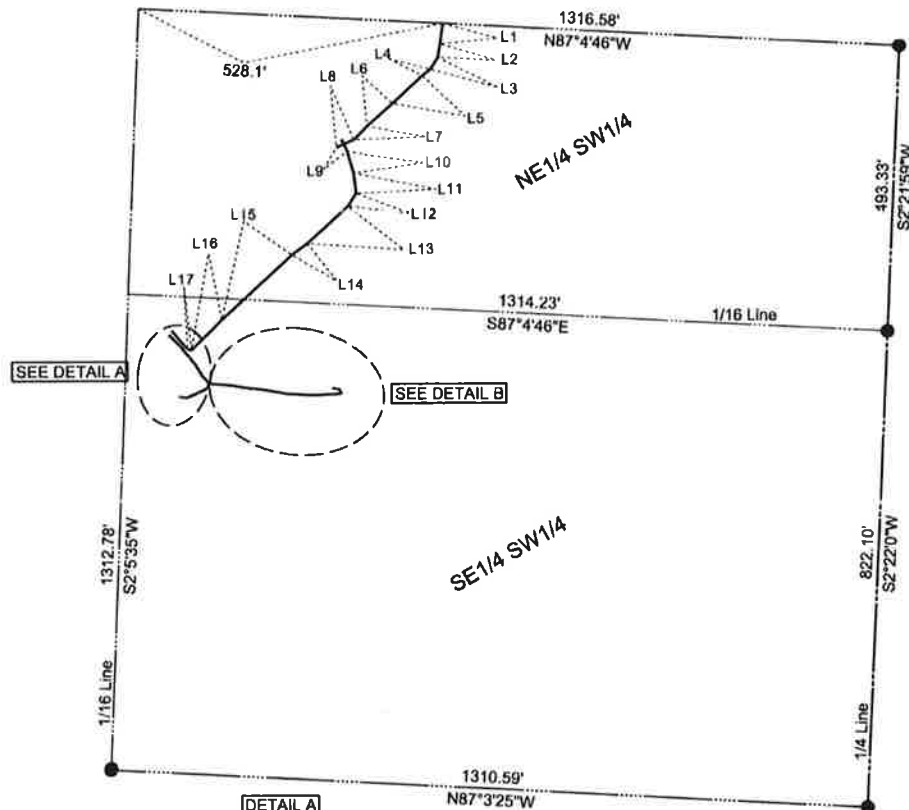 1316.58'
N87°4'46"W
528.1'
L1
L2
L3
L4
L5
L6
L7
L8
L9
L10
L11
L12
L13
L14
L15
L16
L17
NE1/4 SW1/4
493.33'
S2°21'59"W
1314.23'
S87°4'46"E
1/16 Line
SEE DETAIL A
SEE DETAIL B
1312.78'
S2°5'35"W
SE1/4 SW1/4
822.10'
S2°22'0"W
1/16 Line
1/4 Line
1310.59'
N87°3'25"W
DETAIL A